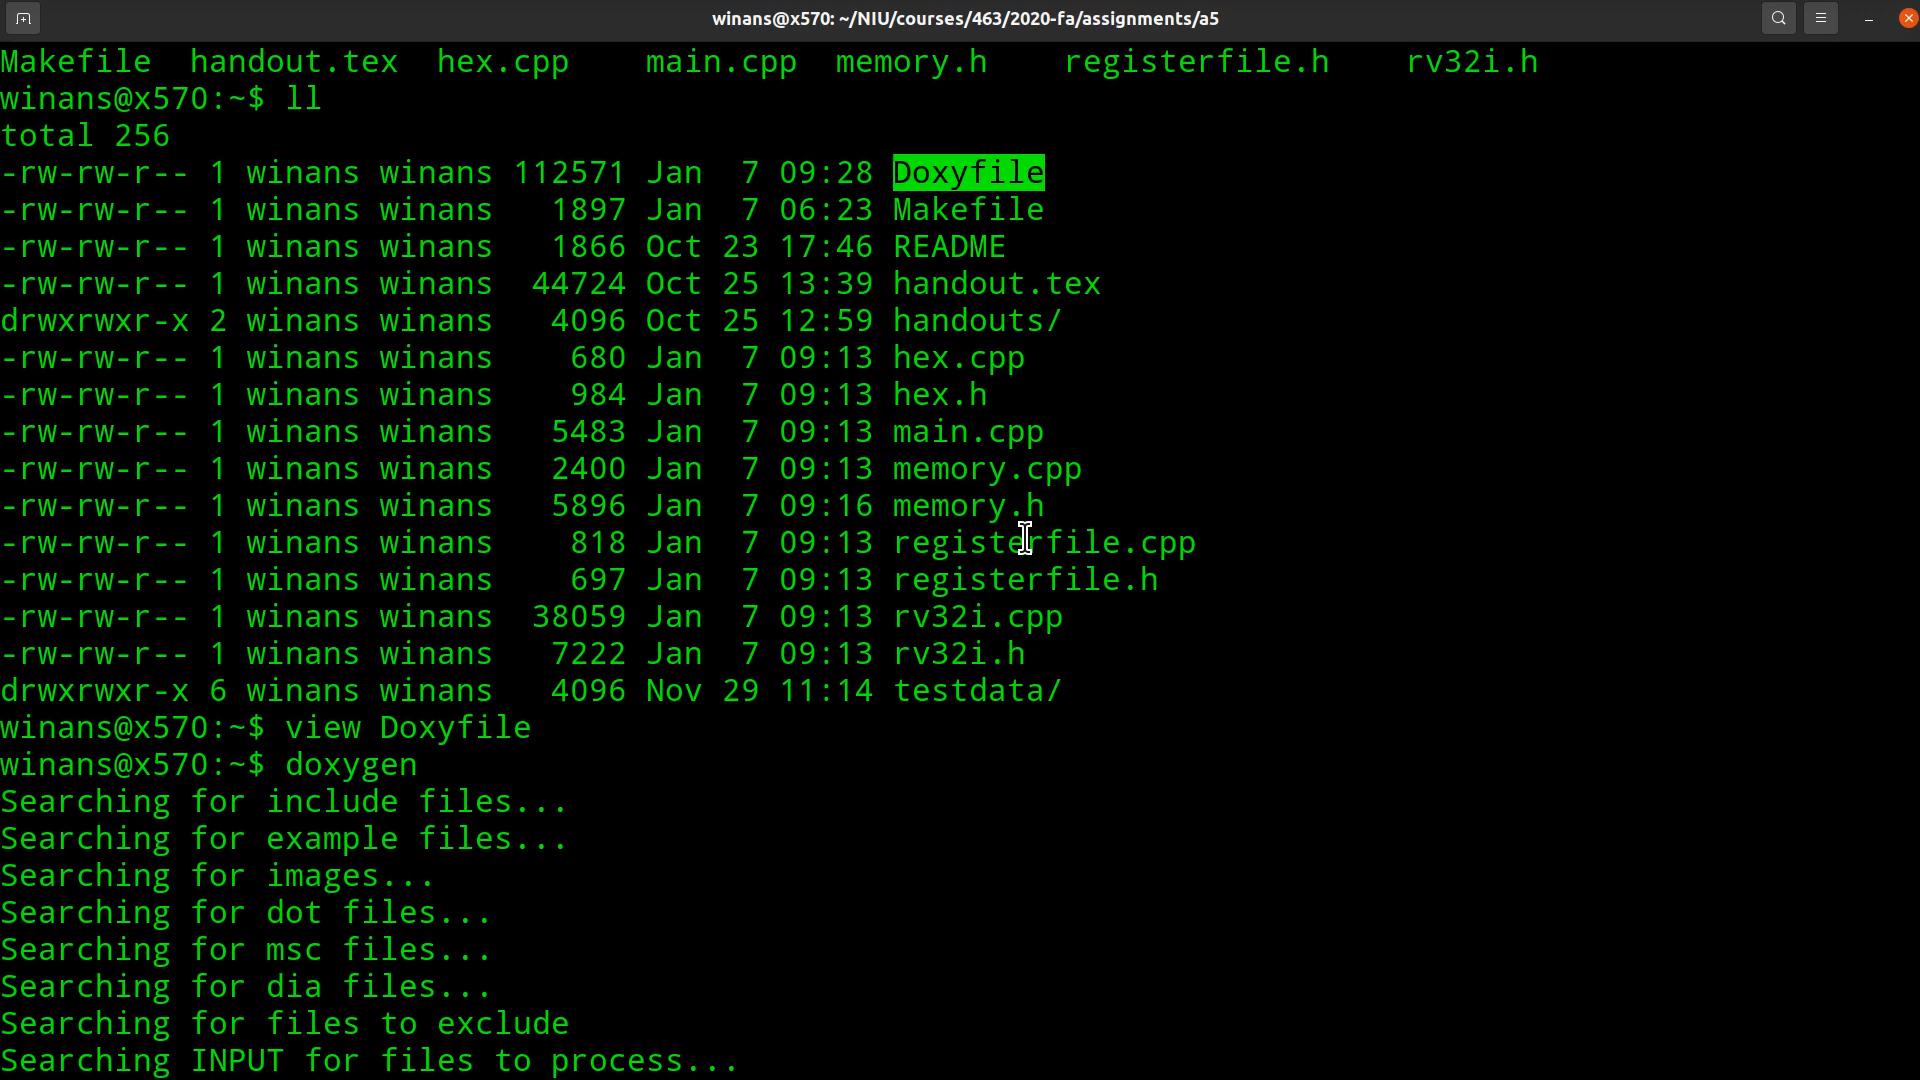 winans@x570: ~/NIU/courses/463/2020-fa/assignments/a5
Makefile  handout.tex  hex.cpp    main.cpp  memory.h    registerfile.h    rv32i.h
winans@x570:~$ ll
total 256
-rw-rw-r-- 1 winans winans 112571 Jan  7 09:28 Doxyfile
-rw-rw-r-- 1 winans winans   1897 Jan  7 06:23 Makefile
-rw-rw-r-- 1 winans winans   1866 Oct 23 17:46 README
-rw-rw-r-- 1 winans winans  44724 Oct 25 13:39 handout.tex
drwxrwxr-x 2 winans winans   4096 Oct 25 12:59 handouts/
-rw-rw-r-- 1 winans winans    680 Jan  7 09:13 hex.cpp
-rw-rw-r-- 1 winans winans    984 Jan  7 09:13 hex.h
-rw-rw-r-- 1 winans winans   5483 Jan  7 09:13 main.cpp
-rw-rw-r-- 1 winans winans   2400 Jan  7 09:13 memory.cpp
-rw-rw-r-- 1 winans winans   5896 Jan  7 09:16 memory.h
-rw-rw-r-- 1 winans winans    818 Jan  7 09:13 registerfile.cpp
-rw-rw-r-- 1 winans winans    697 Jan  7 09:13 registerfile.h
-rw-rw-r-- 1 winans winans  38059 Jan  7 09:13 rv32i.cpp
-rw-rw-r-- 1 winans winans   7222 Jan  7 09:13 rv32i.h
drwxrwxr-x 6 winans winans   4096 Nov 29 11:14 testdata/
winans@x570:~$ view Doxyfile
winans@x570:~$ doxygen
Searching for include files...
Searching for example files...
Searching for images...
Searching for dot files...
Searching for msc files...
Searching for dia files...
Searching for files to exclude
Searching INPUT for files to process...